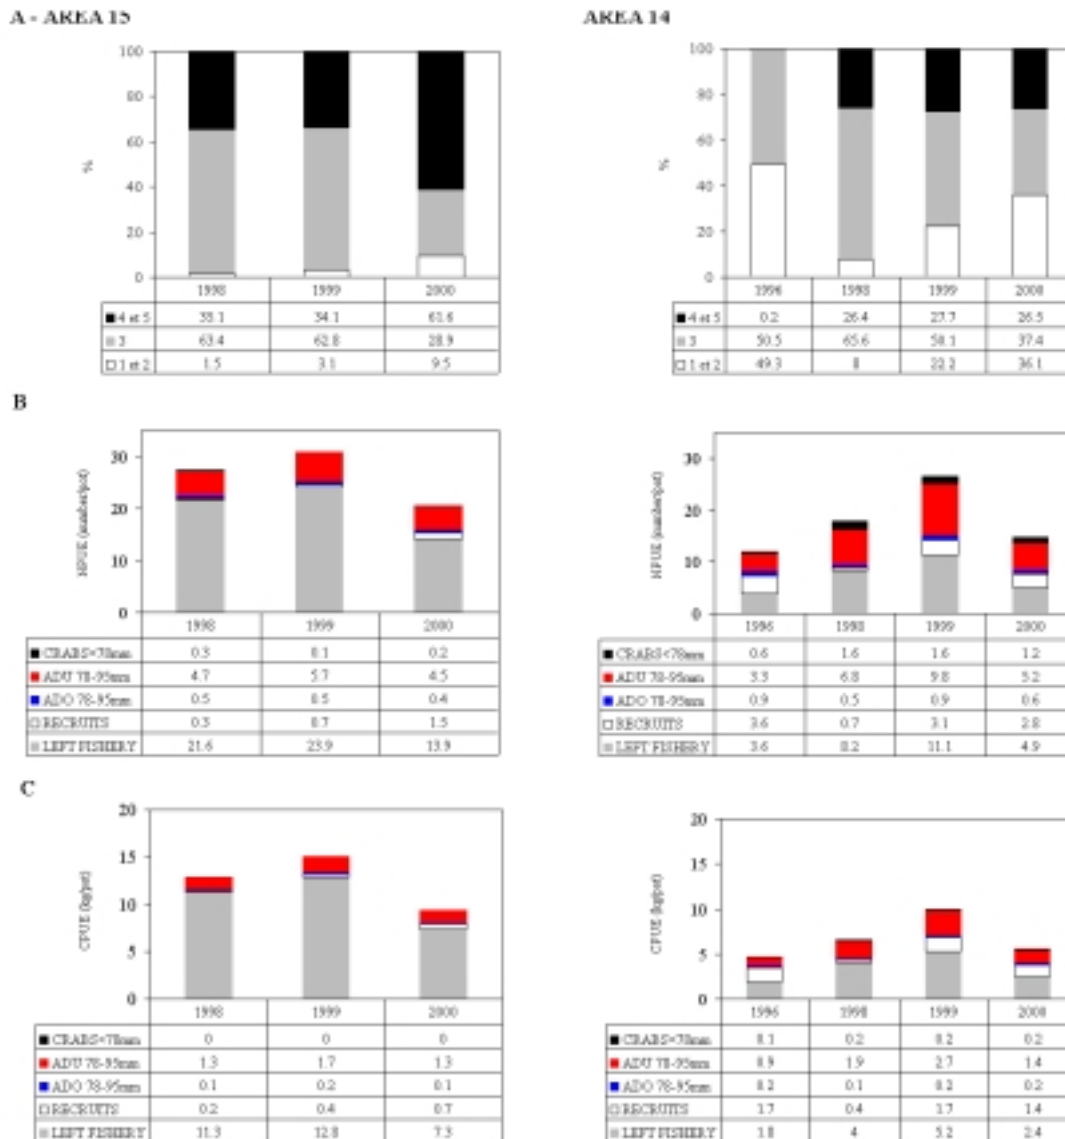 A - AREA 15
100
80
60
40
20
0
%
1998 1999 2000
4 et 5 35.1 34.1 61.6
3 63.4 62.8 28.9
1 et 2 1.5 3.1 9.5
AREA 14
100
80
60
40
20
0
%
1996 1998 1999 2000
4 et 5 0.2 26.4 27.7 26.5
3 50.5 65.6 50.1 37.4
1 et 2 49.3 8 22.2 36.1
B
30
20
10
0
NPUE (number/pot)
1998 1999 2000
CRABS<78mm 0.3 0.1 0.2
ADU 78-95mm 4.7 5.7 4.5
ADO 78-95mm 0.5 0.5 0.4
RECRUITS 0.3 0.7 1.5
LEFT FISHERY 21.6 23.9 13.9
30
20
10
0
NPUE (number/pot)
1996 1998 1999 2000
CRABS<78mm 0.6 1.6 1.6 1.2
ADU 78-95mm 3.3 6.8 9.8 5.2
ADO 78-95mm 0.9 0.5 0.9 0.6
RECRUITS 3.6 0.7 3.1 2.8
LEFT FISHERY 3.6 8.2 11.1 4.9
C
20
15
10
5
0
CPUE (kg/pot)
1998 1999 2000
CRABS<78mm 0 0 0
ADU 78-95mm 1.3 1.7 1.3
ADO 78-95mm 0.1 0.2 0.1
RECRUITS 0.2 0.4 0.7
LEFT FISHERY 11.3 12.8 7.3
20
15
10
5
0
CPUE (kg/pot)
1996 1998 1999 2000
CRABS<78mm 0.1 0.2 0.2 0.2
ADU 78-95mm 0.9 1.9 2.7 1.4
ADO 78-95mm 0.2 0.1 0.2 0.2
RECRUITS 1.7 0.4 1.7 1.4
LEFT FISHERY 1.8 4 5.2 2.4